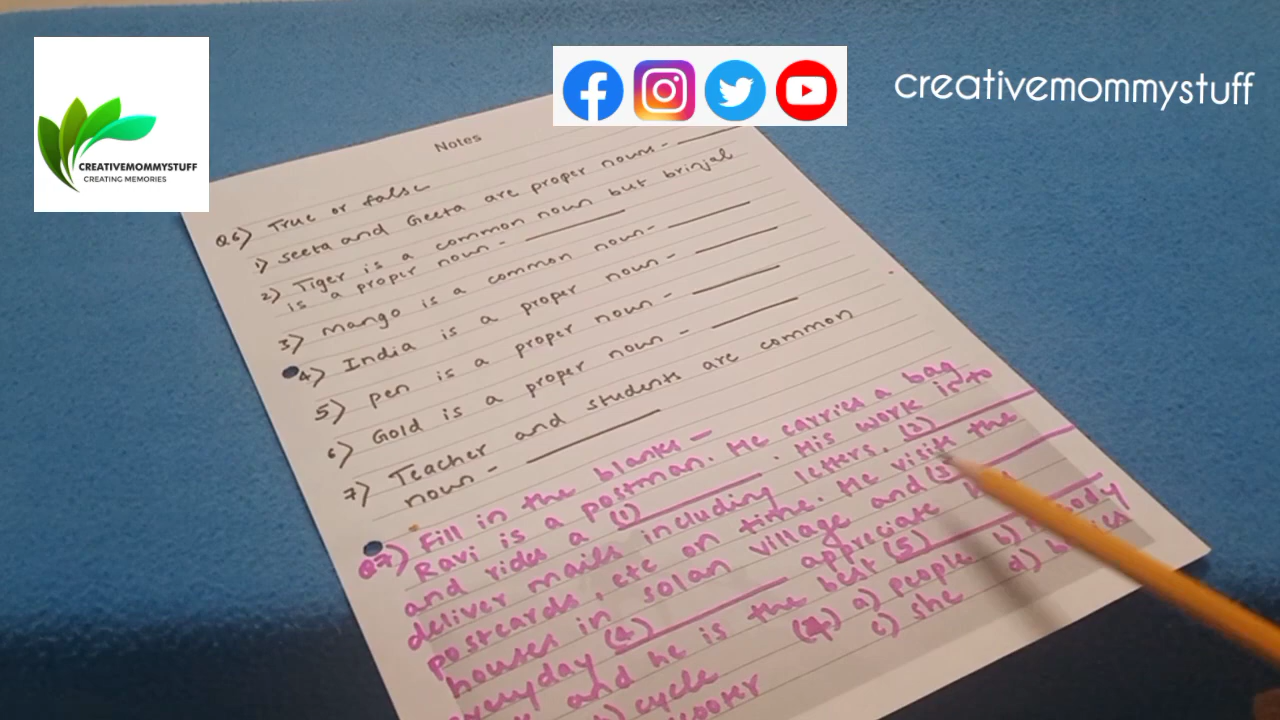 CREATIVEMOMMYSTUFF
CREATING MEMORIES
creativemommystuff
Notes
Q6) True or false
1) Seeta and Geeta are proper nouns -
2) Tiger is a common noun but brinjal
is a proper noun -
3) Mango is a common noun -
4) India is a proper noun -
5) pen is a proper noun -
6) Gold is a proper noun -
7) Teacher and students are common
noun -
Q7) Fill in the blanks -
Ravi is a postman. He carries a bag
and rides a (1) . His work is to
deliver mails including letters, (2)
postcards, etc on time. He visits the
houses in solan village and (3)
everyday (4) appreciate
and he is the best (5)
cycle (4) a) people b)
c) she d)